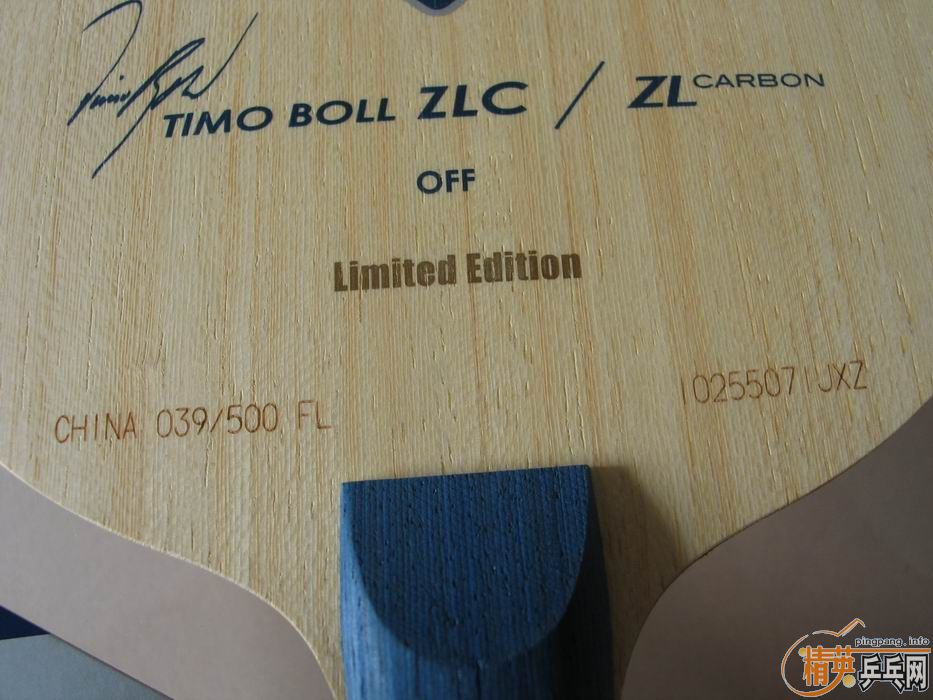 TIMO BOLL ZLC / ZL CARBON
OFF
Limited Edition
CHINA 039/500 FL
10255071JXZ
pingpang.info
精英乒乓网